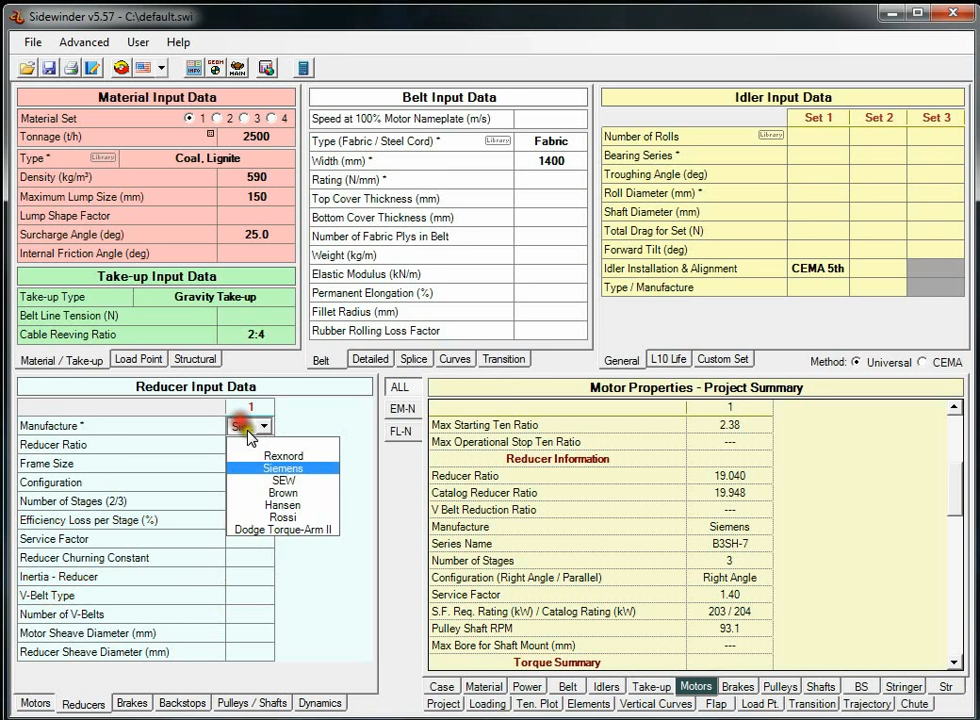 Sidewinder v5.57 - C:\default.swi
File Advanced User Help
Material Input Data
Material Set 1 2 3 4
Tonnage (t/h) 2500
Type * Library Coal, Lignite
Density (kg/m³) 590
Maximum Lump Size (mm) 150
Lump Shape Factor
Surcharge Angle (deg) 25.0
Internal Friction Angle (deg)
Take-up Input Data
Take-up Type Gravity Take-up
Belt Line Tension (N)
Cable Reeving Ratio 2:4
Material / Take-up Load Point Structural
Belt Input Data
Speed at 100% Motor Nameplate (m/s)
Type (Fabric / Steel Cord) * Library Fabric
Width (mm) * 1400
Rating (N/mm) *
Top Cover Thickness (mm)
Bottom Cover Thickness (mm)
Number of Fabric Plys in Belt
Weight (kg/m)
Elastic Modulus (kN/m)
Permanent Elongation (%)
Fillet Radius (mm)
Rubber Rolling Loss Factor
Belt Detailed Splice Curves Transition
Idler Input Data
Set 1 Set 2 Set 3
Number of Rolls Library
Bearing Series *
Troughing Angle (deg)
Roll Diameter (mm) *
Shaft Diameter (mm)
Total Drag for Set (N)
Forward Tilt (deg)
Idler Installation & Alignment CEMA 5th
Type / Manufacture
General L10 Life Custom Set Method: Universal CEMA
Reducer Input Data
1
Manufacture *
Reducer Ratio
Frame Size
Configuration
Number of Stages (2/3)
Efficiency Loss per Stage (%)
Service Factor
Reducer Churning Constant
Inertia - Reducer
V-Belt Type
Number of V-Belts
Motor Sheave Diameter (mm)
Reducer Sheave Diameter (mm)
Rexnord
Siemens
SEW
Brown
Hansen
Rossi
Dodge Torque-Arm II
Motors Reducers Brakes Backstops Pulleys / Shafts Dynamics
ALL
EM-N
FL-N
Motor Properties - Project Summary
1
Max Starting Ten Ratio 2.38
Max Operational Stop Ten Ratio ---
Reducer Information
Reducer Ratio 19.040
Catalog Reducer Ratio 19.948
V Belt Reduction Ratio ---
Manufacture Siemens
Series Name B3SH-7
Number of Stages 3
Configuration (Right Angle / Parallel) Right Angle
Service Factor 1.40
S.F. Req. Rating (kW) / Catalog Rating (kW) 203 / 204
Pulley Shaft RPM 93.1
Max Bore for Shaft Mount (mm) ---
Torque Summary
Case Material Power Belt Idlers Take-up Motors Brakes Pulleys Shafts BS Stringer Str
Project Loading Ten. Plot Elements Vertical Curves Flap Load Pt. Transition Trajectory Chute